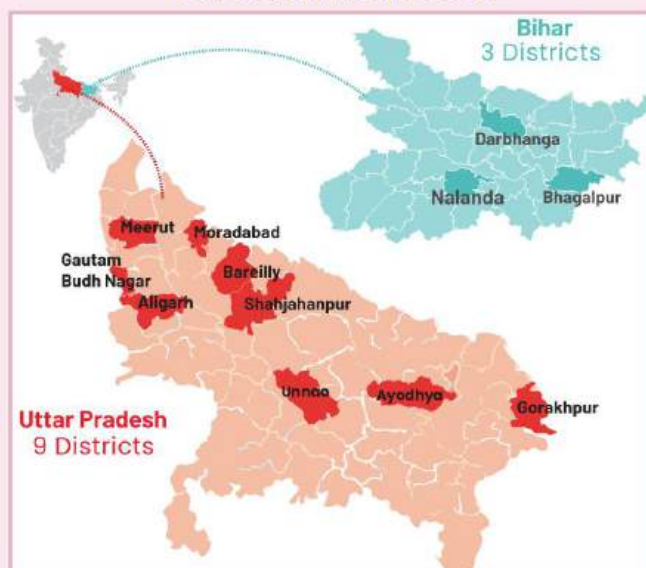 Bihar
3 Districts
Darbhanga
Nalanda
Bhagalpur
Meerut
Moradabad
Gautam
Budh Nagar
Bareilly
Aligarh
Shahjahanpur
Unnao
Ayodhya
Gorakhpur
Uttar Pradesh
9 Districts